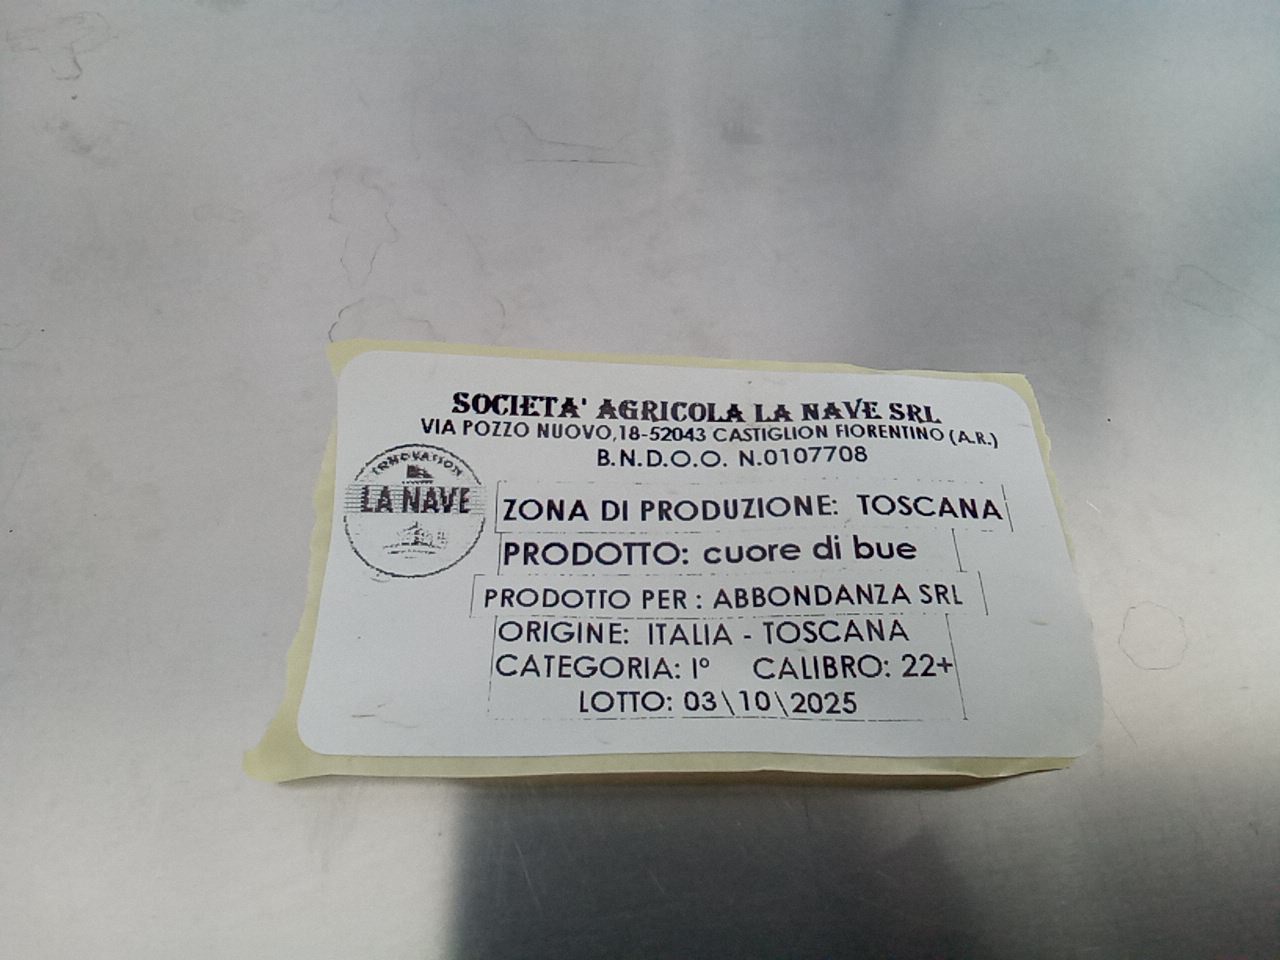 SOCIETA' AGRICOLA LA NAVE SRL
VIA POZZO NUOVO,18-52043 CASTIGLION FIORENTINO (A.R.)
B.N.D.O.O. N.0107708
INNOVATION
LA NAVE
ZONA DI PRODUZIONE: TOSCANA
PRODOTTO: cuore di bue
PRODOTTO PER : ABBONDANZA SRL
ORIGINE: ITALIA - TOSCANA
CATEGORIA: I° CALIBRO: 22+
LOTTO: 03\10\2025